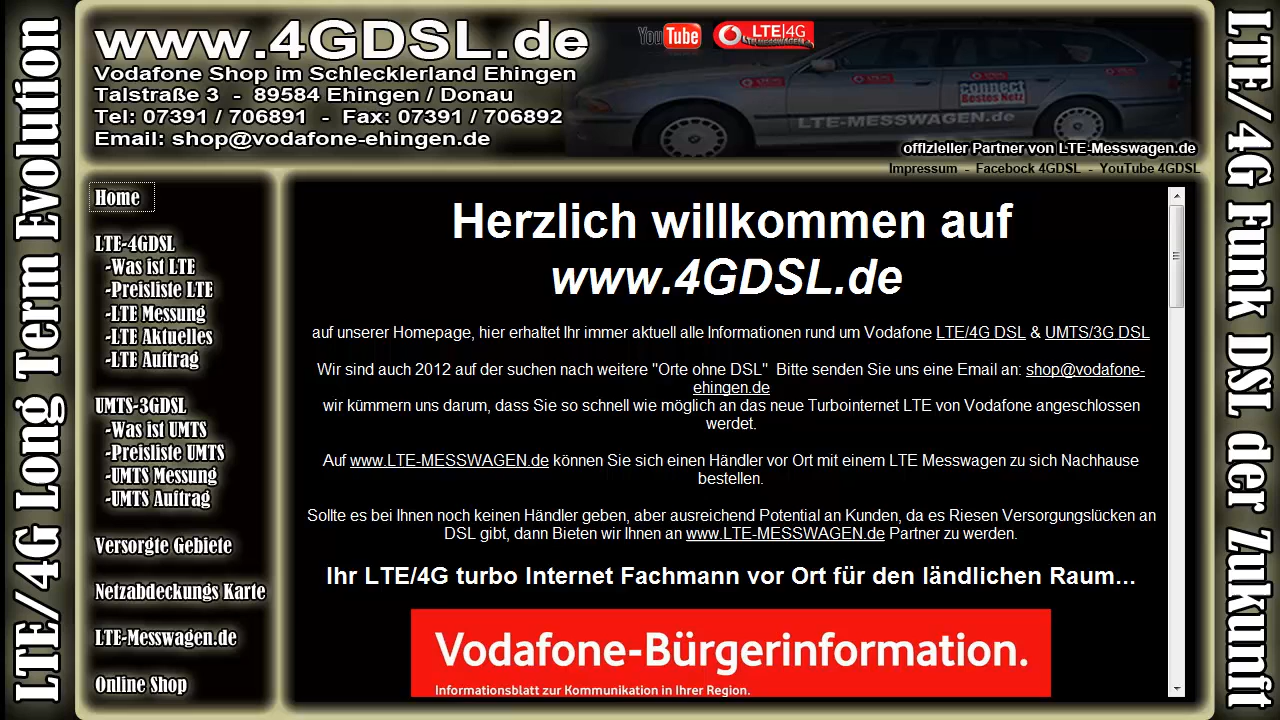 LTE/4G Long Term Evolution
www.4GDSL.de
Vodafone Shop im Schlecklerland Ehingen
Talstraße 3 - 89584 Ehingen / Donau
Tel: 07391 / 706891 - Fax: 07391 / 706892
Email: shop@vodafone-ehingen.de
YouTube
LTE|4G
LTE-MESSWAGEN.de
connect
Bestes Netz
LTE-MESSWAGEN.de
offizieller Partner von LTE-Messwagen.de
Impressum - Facebock 4GDSL - YouTube 4GDSL
Home
LTE-4GDSL
-Was ist LTE
-Preisliste LTE
-LTE Messung
-LTE Aktuelles
-LTE Auftrag
UMTS-3GDSL
-Was ist UMTS
-Preisliste UMTS
-UMTS Messung
-UMTS Auftrag
Versorgte Gebiete
Netzabdeckungs Karte
LTE-Messwagen.de
Online Shop
Herzlich willkommen auf
www.4GDSL.de
auf unserer Homepage, hier erhaltet Ihr immer aktuell alle Informationen rund um Vodafone LTE/4G DSL & UMTS/3G DSL
Wir sind auch 2012 auf der suchen nach weitere "Orte ohne DSL" Bitte senden Sie uns eine Email an: shop@vodafone-
ehingen.de
wir kümmern uns darum, dass Sie so schnell wie möglich an das neue Turbointernet LTE von Vodafone angeschlossen
werdet.
Auf www.LTE-MESSWAGEN.de können Sie sich einen Händler vor Ort mit einem LTE Messwagen zu sich Nachhause
bestellen.
Sollte es bei Ihnen noch keinen Händler geben, aber ausreichend Potential an Kunden, da es Riesen Versorgungslücken an
DSL gibt, dann Bieten wir Ihnen an www.LTE-MESSWAGEN.de Partner zu werden.
Ihr LTE/4G turbo Internet Fachmann vor Ort für den ländlichen Raum...
Vodafone-Bürgerinformation.
Informationsblatt zur Kommunikation in Ihrer Region.
LTE/4G Funk DSL der Zukunft